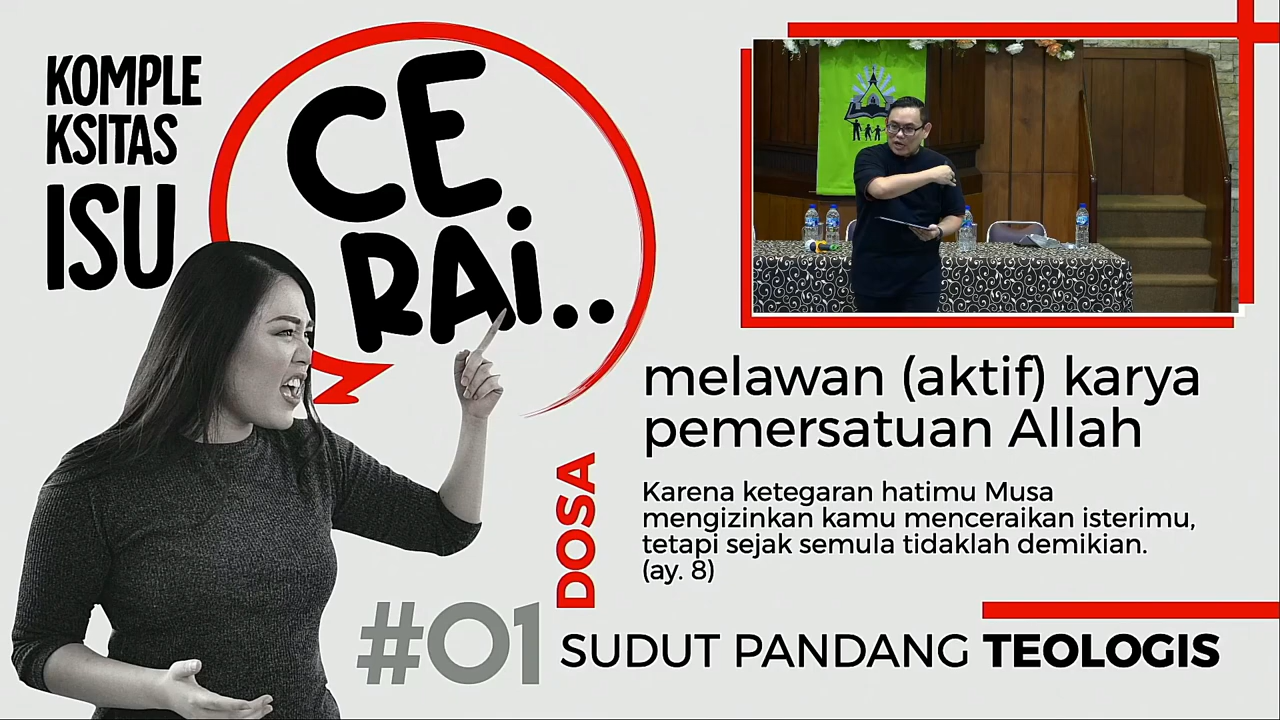 KOMPLE
KSITAS
ISU
CE
RAi..
melawan (aktif) karya
pemersatuan Allah
Karena ketegaran hatimu Musa
mengizinkan kamu menceraikan isterimu,
tetapi sejak semula tidaklah demikian.
(ay. 8)
DOSA
#01
SUDUT PANDANG TEOLOGIS